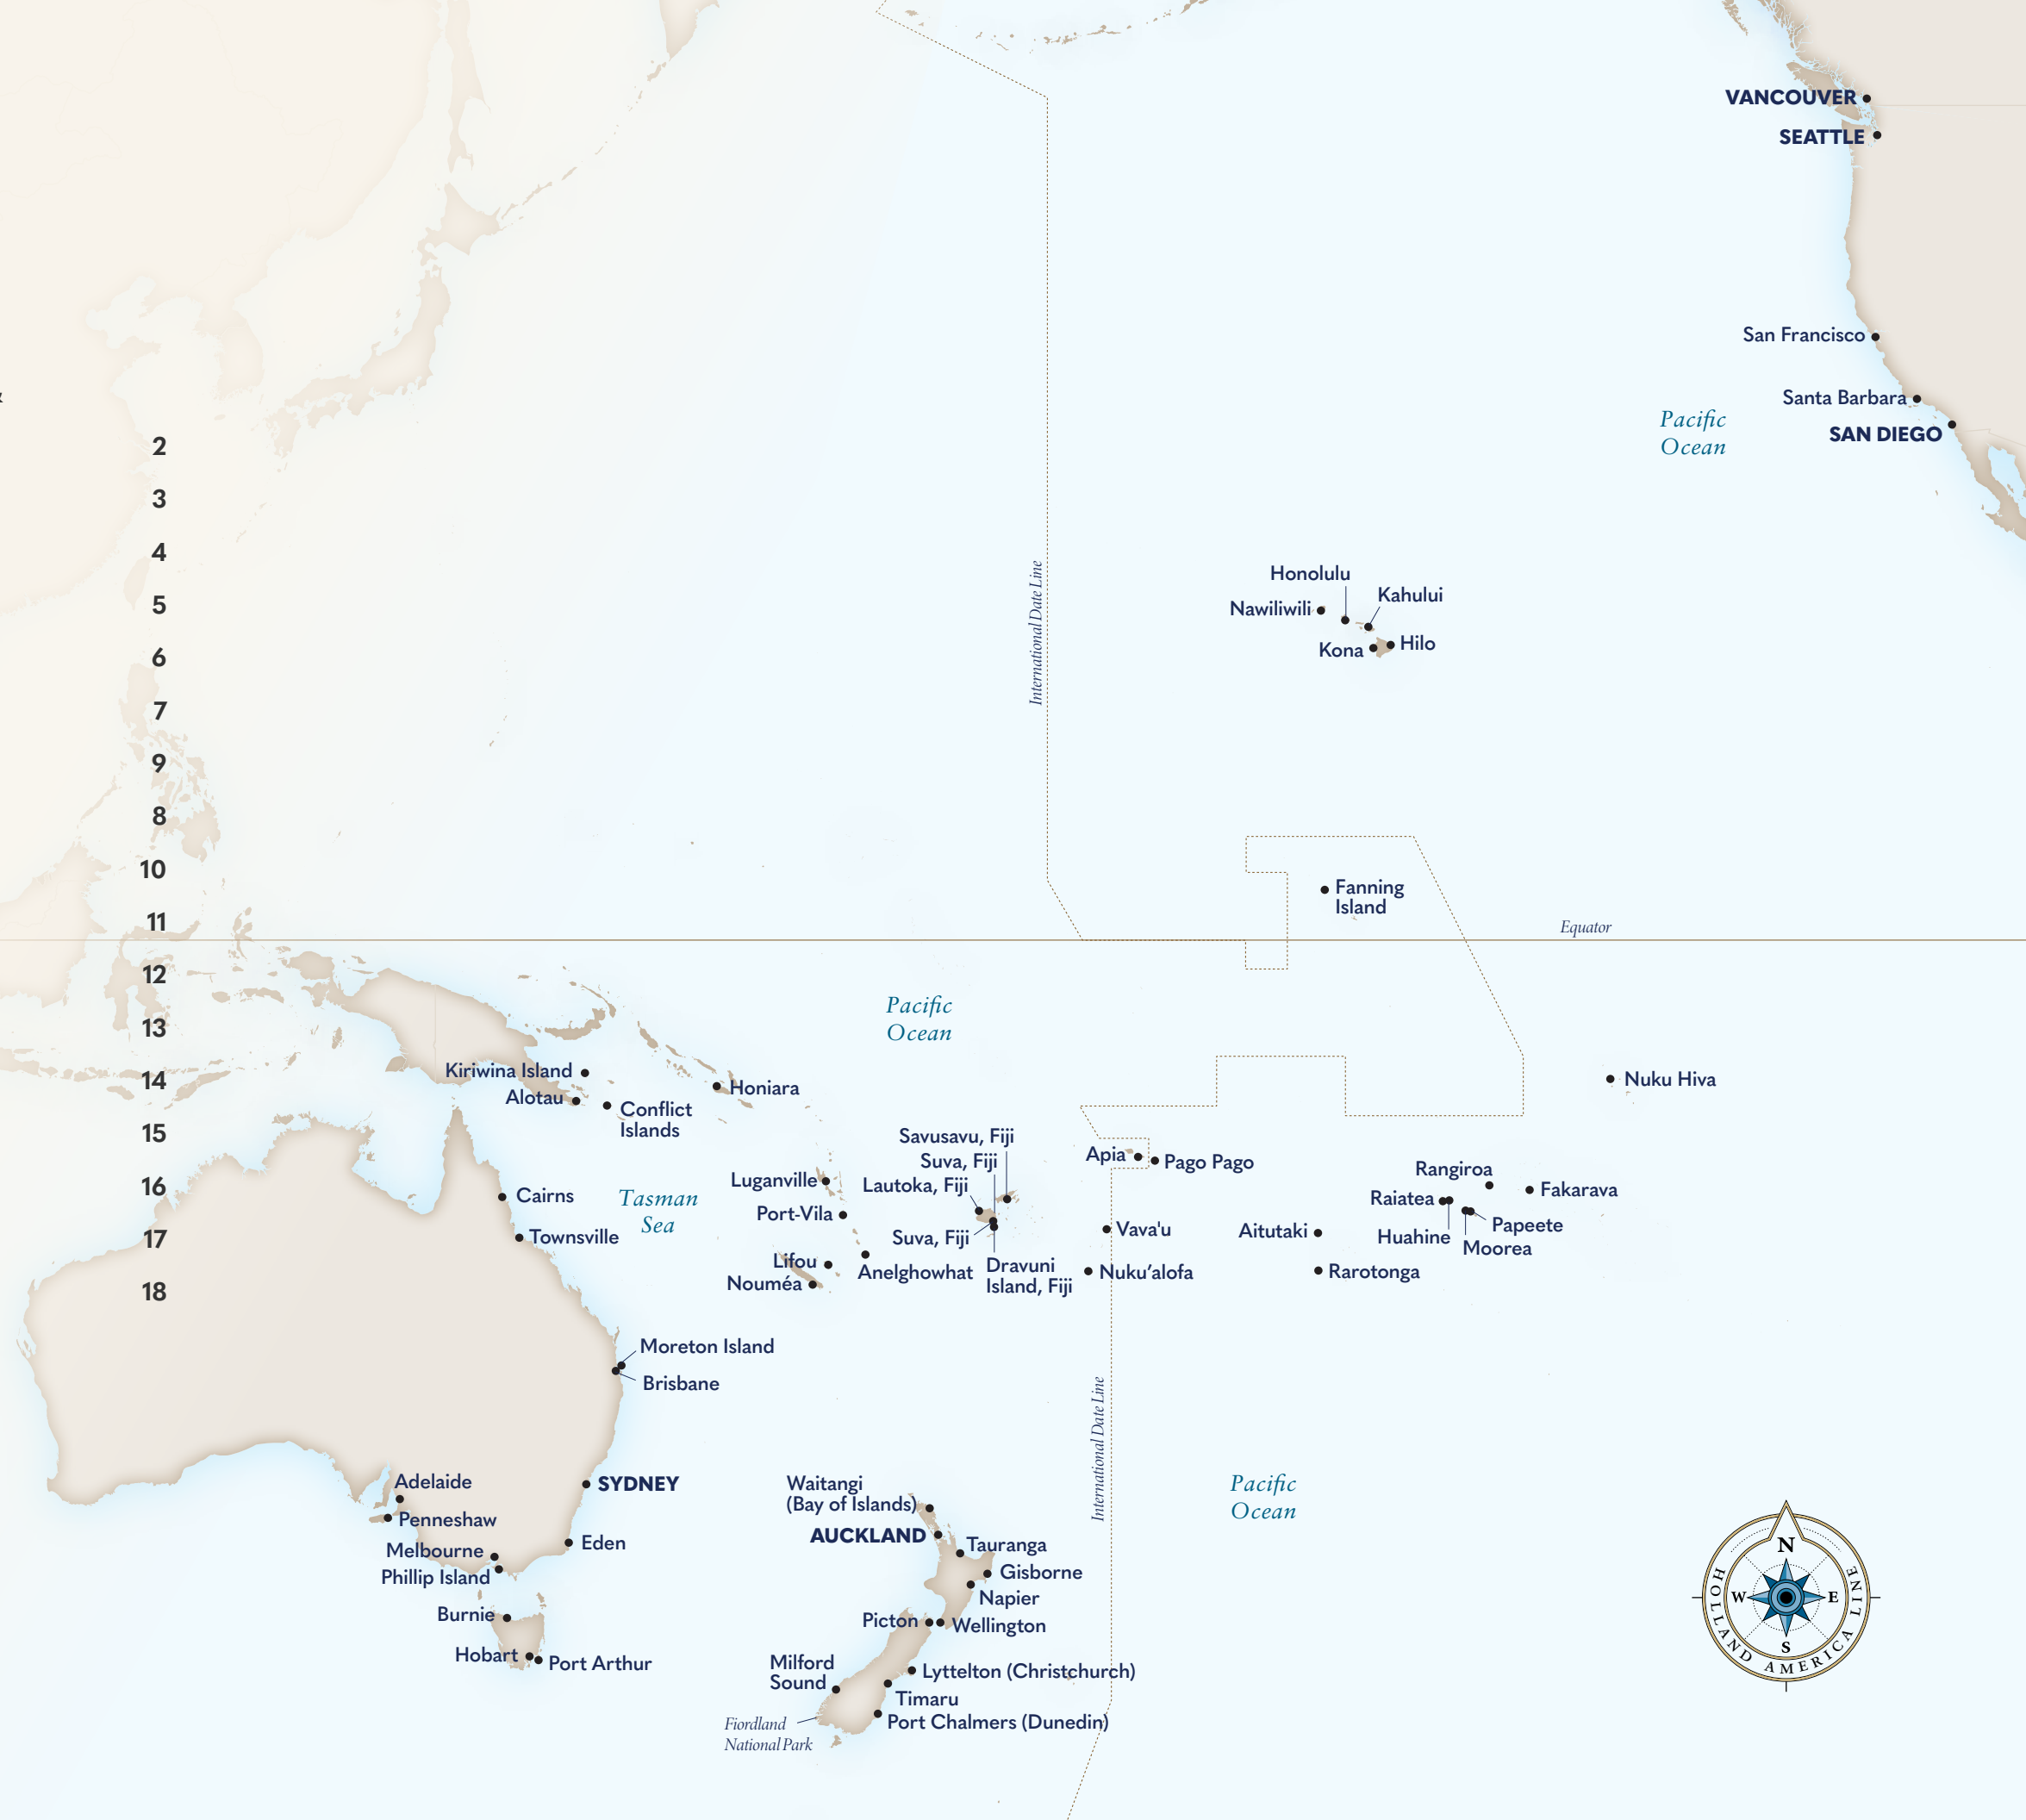 VANCOUVER
SEATTLE
San Francisco
&
Santa Barbara
Pacific
Ocean
SAN DIEGO
2
3
4
5
6
7
9
8
10
11
12
13
14
15
16
17
18
International Date Line
Honolulu
Kahului
Nawiliwili
Hilo
Kona
Fanning
Island
Equator
Pacific
Ocean
Kiriwina Island
Alotau
Conflict
Islands
Honiara
Nuku Hiva
Savusavu, Fiji
Suva, Fiji
Lautoka, Fiji
Suva, Fiji
Dravuni
Island, Fiji
Apia
Pago Pago
Luganville
Port-Vila
Lifou
Nouméa
Anelghowhat
Vava'u
Nuku’alofa
Aitutaki
Rarotonga
Rangiroa
Raiatea
Fakarava
Huahine
Papeete
Moorea
Cairns
Tasman
Sea
Townsville
Moreton Island
Brisbane
International Date Line
Adelaide
Penneshaw
SYDNEY
Melbourne
Phillip Island
Eden
Burnie
Hobart
Port Arthur
Waitangi
(Bay of Islands)
AUCKLAND
Tauranga
Gisborne
Napier
Picton
Wellington
Milford
Sound
Lyttelton (Christchurch)
Timaru
Port Chalmers (Dunedin)
Fiordland
National Park
Pacific
Ocean
N
W
E
S
HOLLAND AMERICA LINE